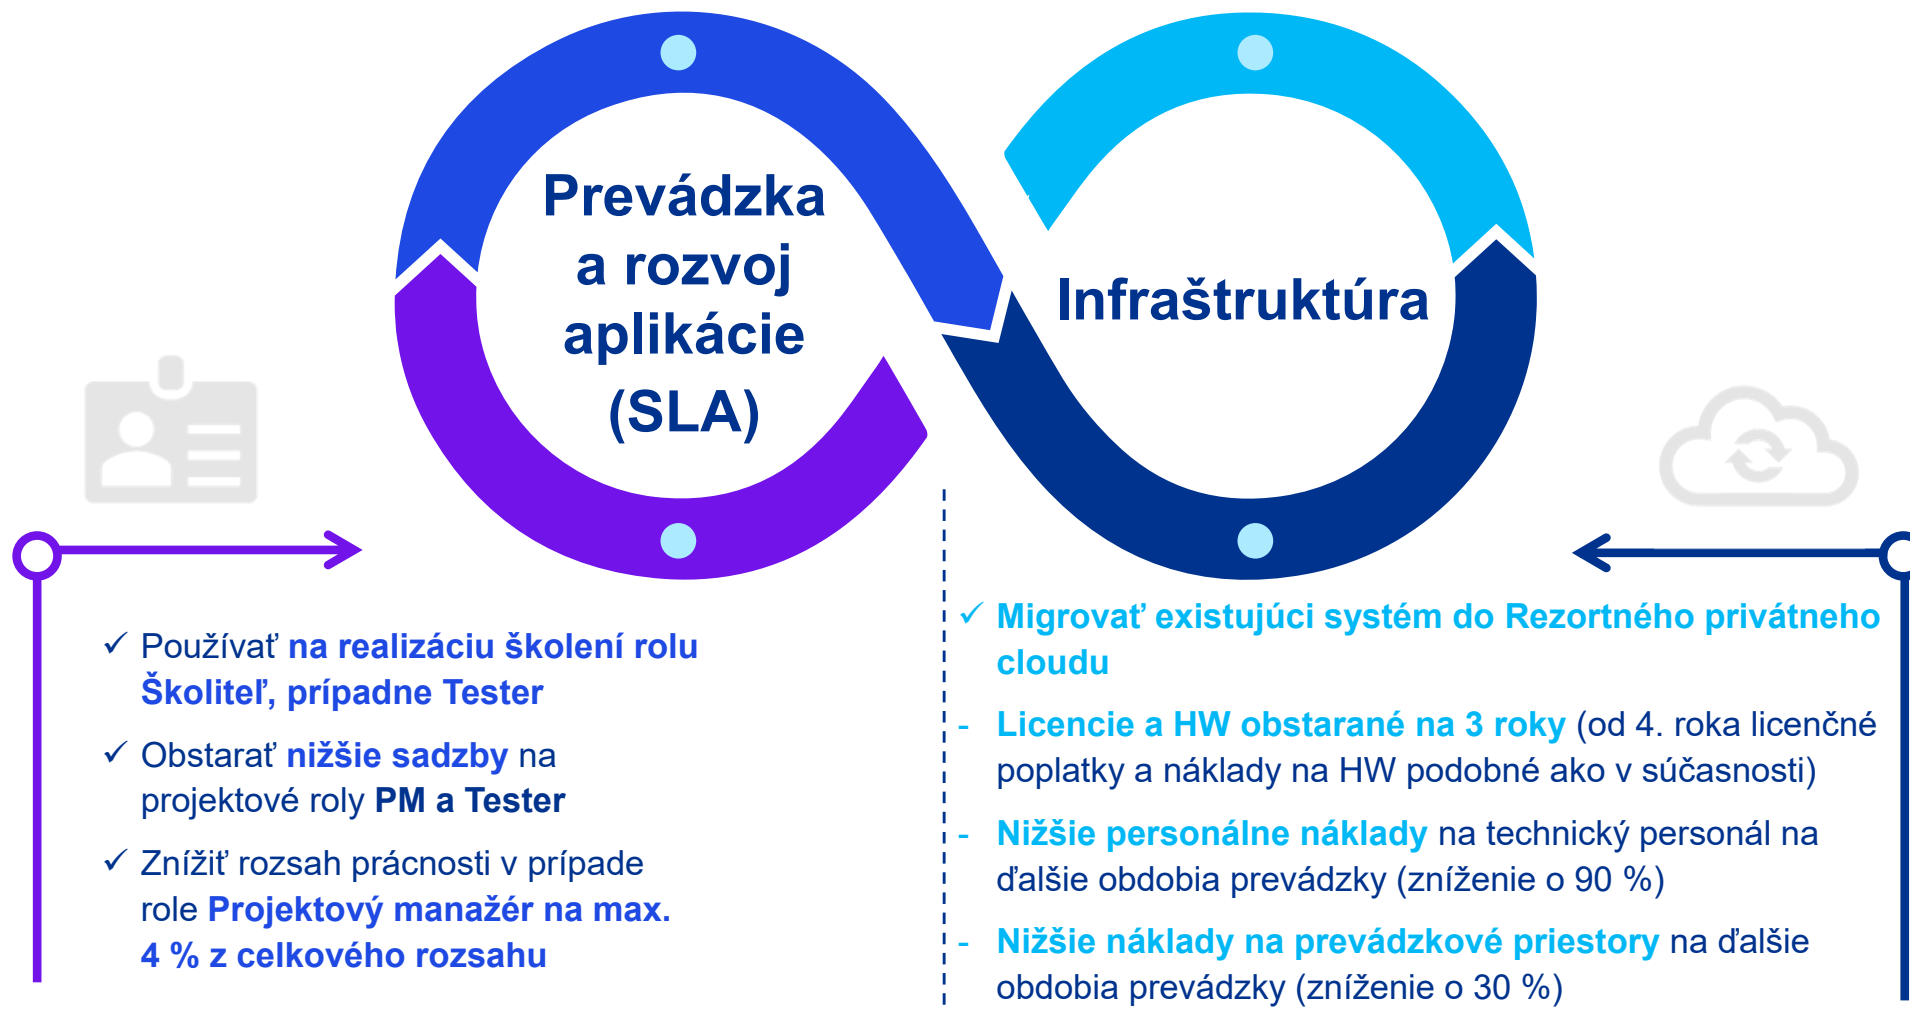 Prevádzka
a rozvoj
aplikácie
(SLA)
Infraštruktúra
✓ Používať na realizáciu školení rolu
Školiteľ, prípadne Tester
✓ Obstarať nižšie sadzby na
projektové roly PM a Tester
✓ Znížiť rozsah prácnosti v prípade
role Projektový manažér na max.
4 % z celkového rozsahu
✓ Migrovať existujúci systém do Rezortného privátneho
cloudu
- Licencie a HW obstarané na 3 roky (od 4. roka licenčné
poplatky a náklady na HW podobné ako v súčasnosti)
- Nižšie personálne náklady na technický personál na
ďalšie obdobia prevádzky (zníženie o 90 %)
- Nižšie náklady na prevádzkové priestory na ďalšie
obdobia prevádzky (zníženie o 30 %)